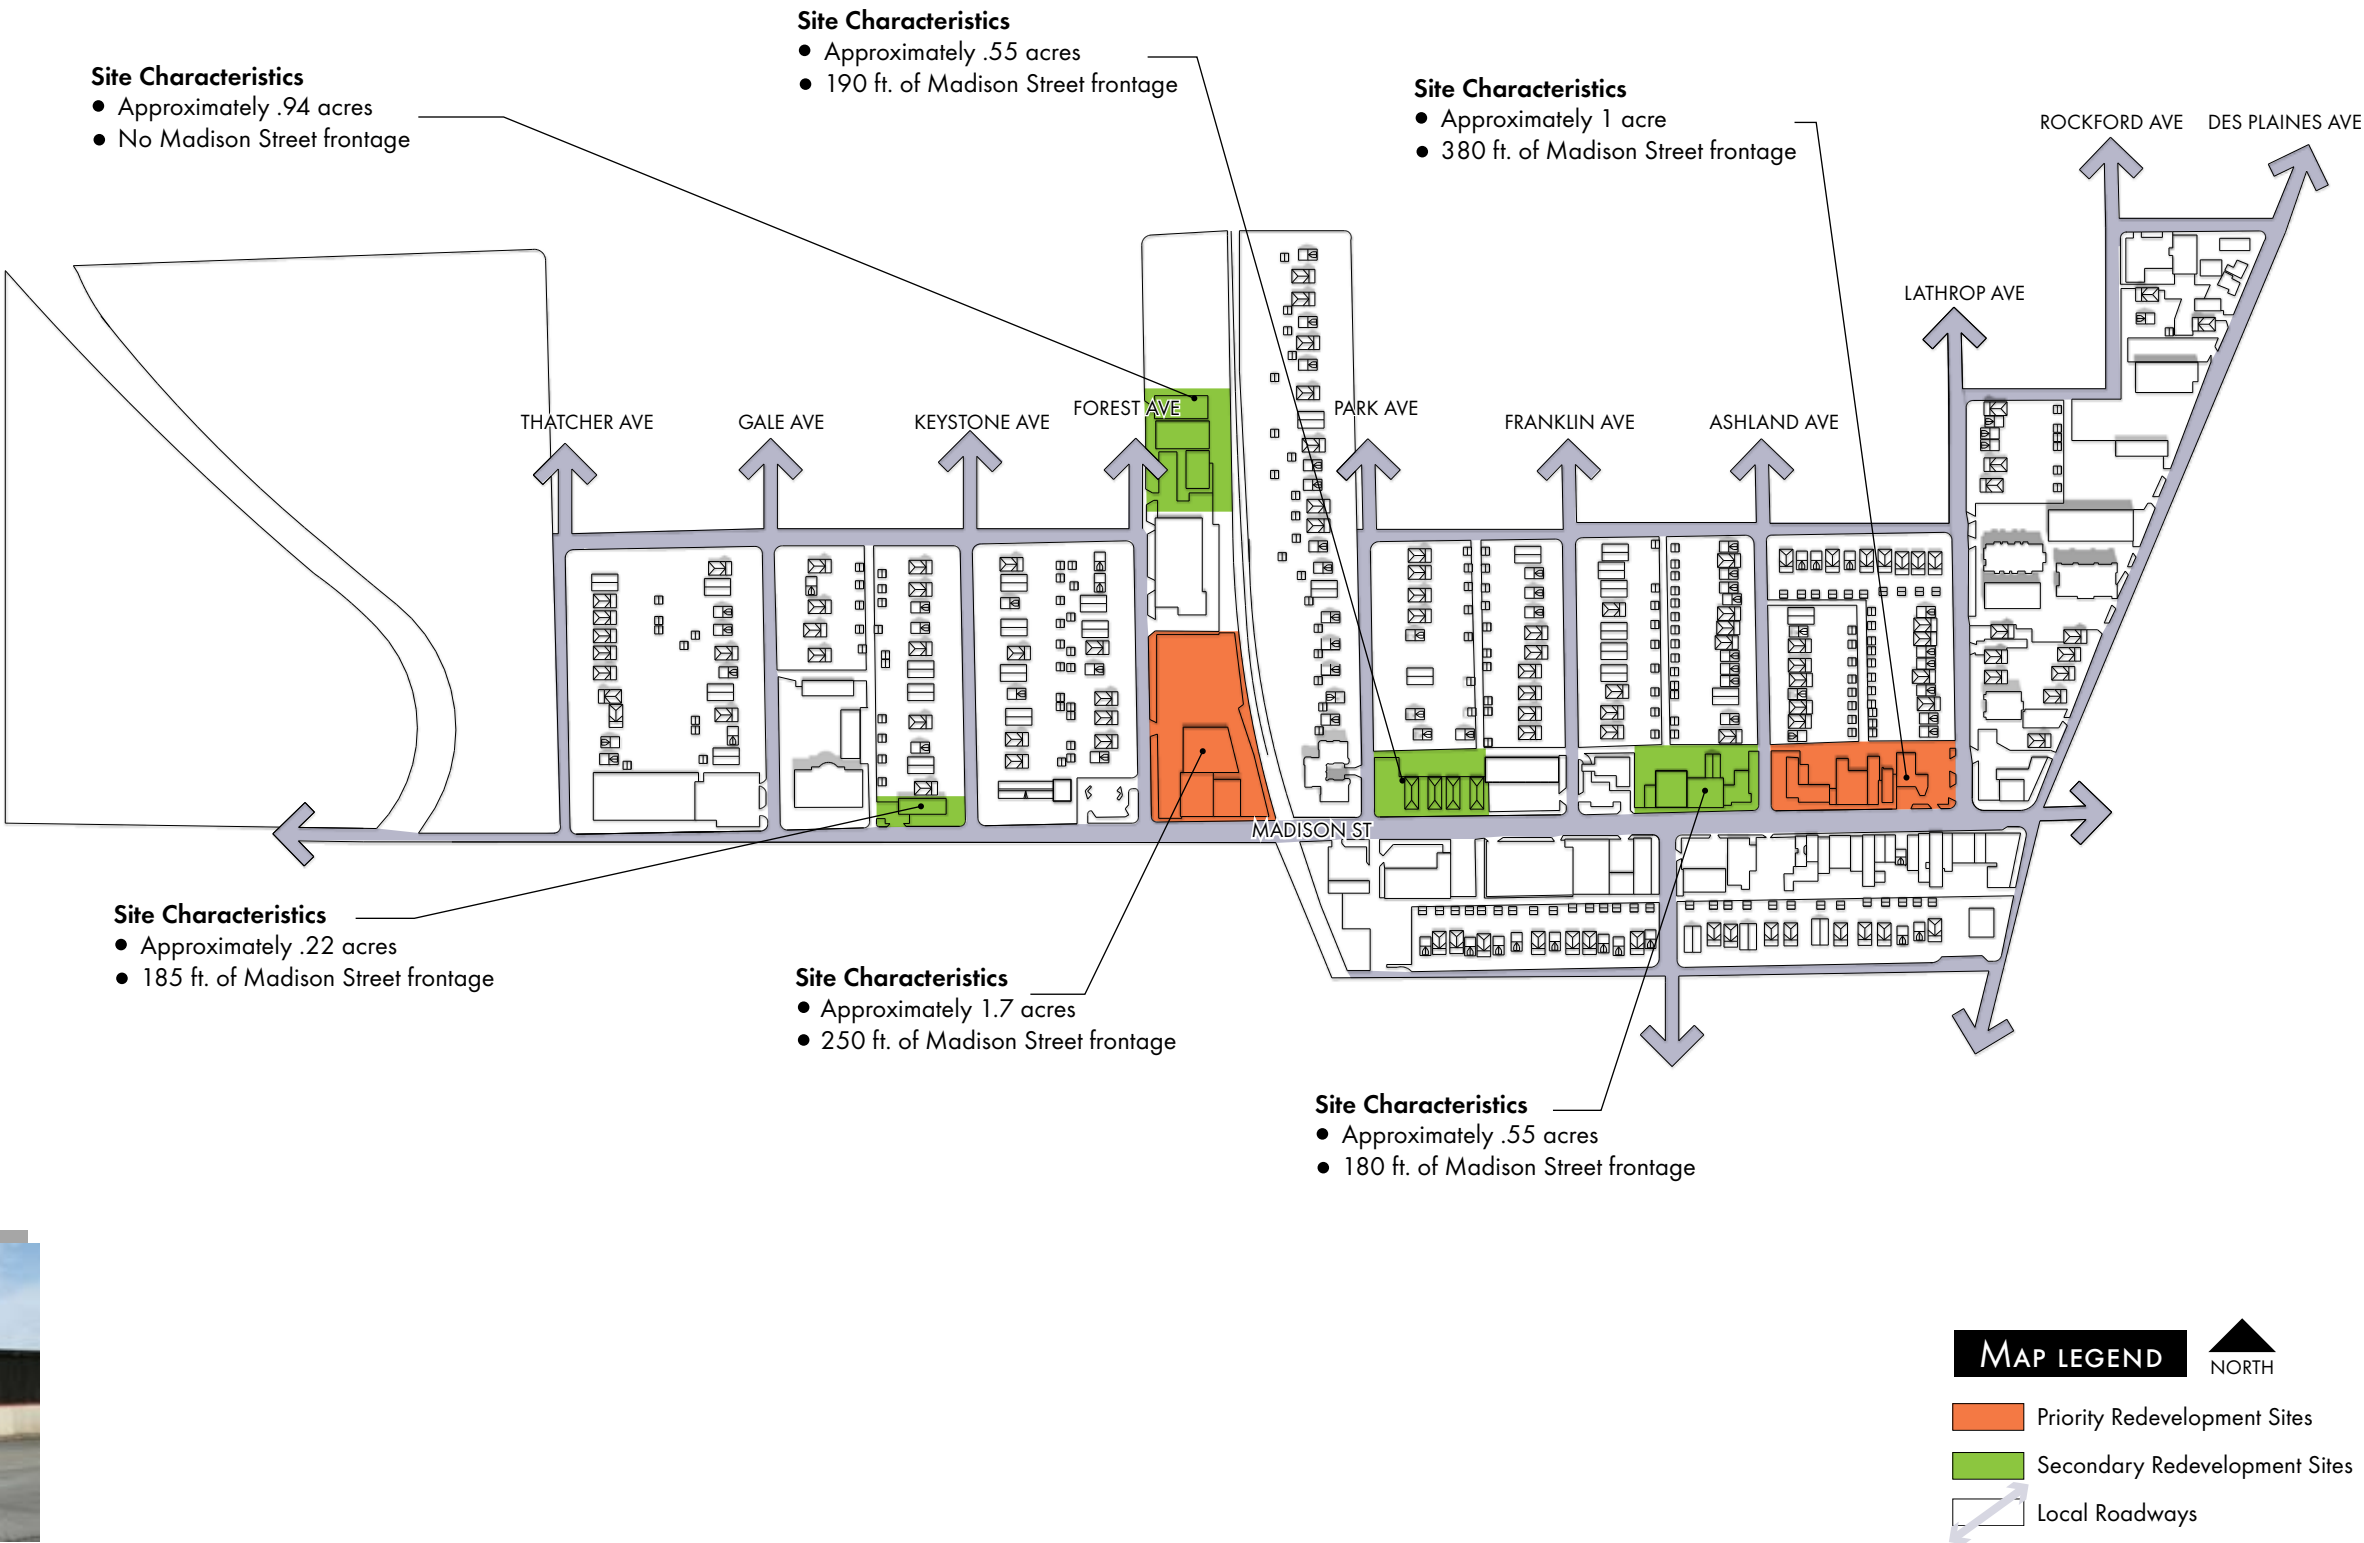 Site Characteristics
● Approximately .55 acres
● 190 ft. of Madison Street frontage
Site Characteristics
● Approximately .94 acres
● No Madison Street frontage
Site Characteristics
● Approximately 1 acre
● 380 ft. of Madison Street frontage
ROCKFORD AVE
DES PLAINES AVE
LATHROP AVE
THATCHER AVE
GALE AVE
KEYSTONE AVE
FOREST AVE
PARK AVE
FRANKLIN AVE
ASHLAND AVE
MADISON ST
Site Characteristics
● Approximately .22 acres
● 185 ft. of Madison Street frontage
Site Characteristics
● Approximately 1.7 acres
● 250 ft. of Madison Street frontage
Site Characteristics
● Approximately .55 acres
● 180 ft. of Madison Street frontage
MAP LEGEND
NORTH
Priority Redevelopment Sites
Secondary Redevelopment Sites
Local Roadways